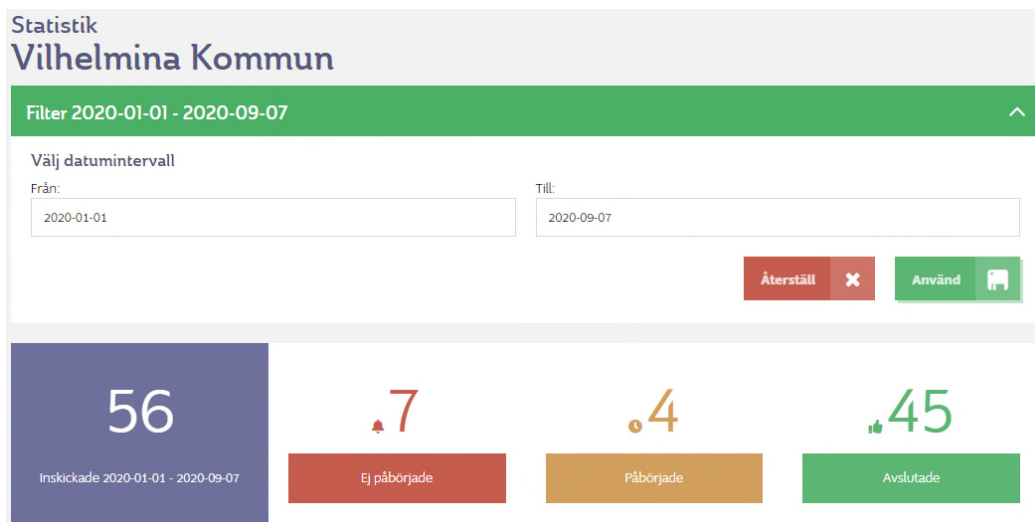 Statistik
Vilhelmina Kommun
Filter 2020-01-01 - 2020-09-07
Välj datumintervall
Från:
Till:
2020-01-01
2020-09-07
Återställ
Använd
56
7
4
45
Inskickade 2020-01-01 - 2020-09-07
Ej påbörjade
Påbörjade
Avslutade